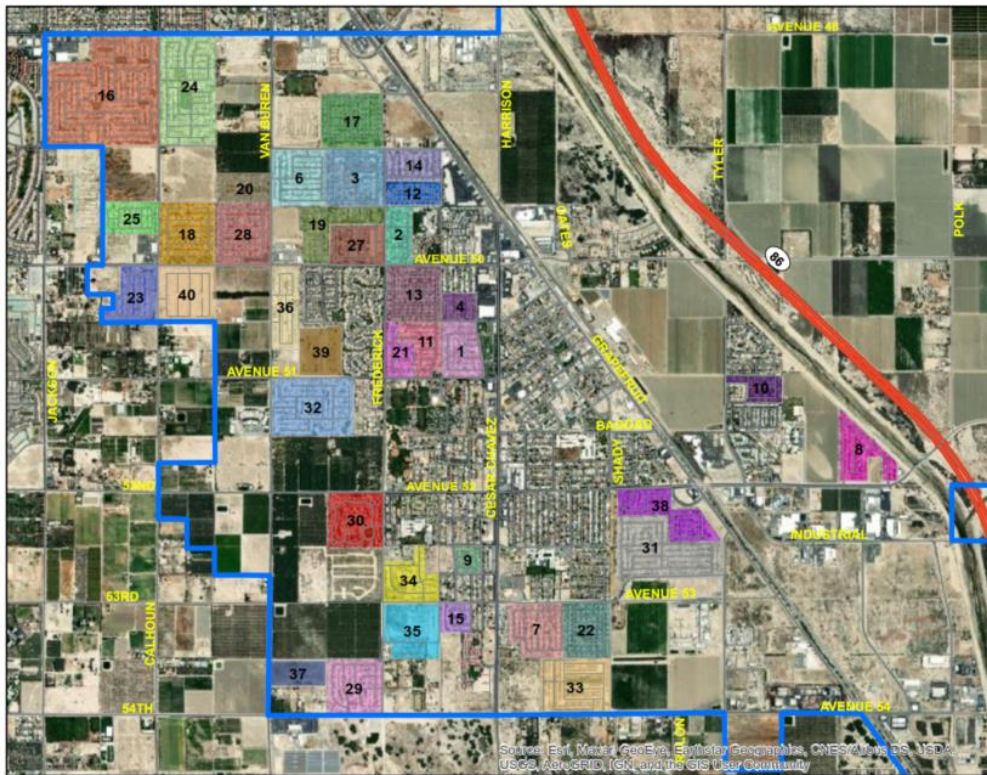 AVENUE 48
16
24
VAN BUREN
17
HARRISON
TYLER
14
6
3
20
12
POLK
25
18
28
19
27
2
GATES
AVENUE 50
86
23
40
36
13
4
39
21
11
1
GRAPEFRUIT
JACKSON
AVENUE 51
FREDERICK
10
32
CESAR CHAVEZ
BAGDAD
SHADY
8
52ND
AVENUE 52
30
38
INDUSTRIAL
31
9
34
53RD
AVENUE 53
CALHOUN
35
15
7
22
37
29
33
54TH
AVENUE 54
Source: Esri, Maxar, GeoEye, Earthstar Geographics, CNES/Airbus DS, USDA,
USGS, AeroGRID, IGN, and the GIS User Community